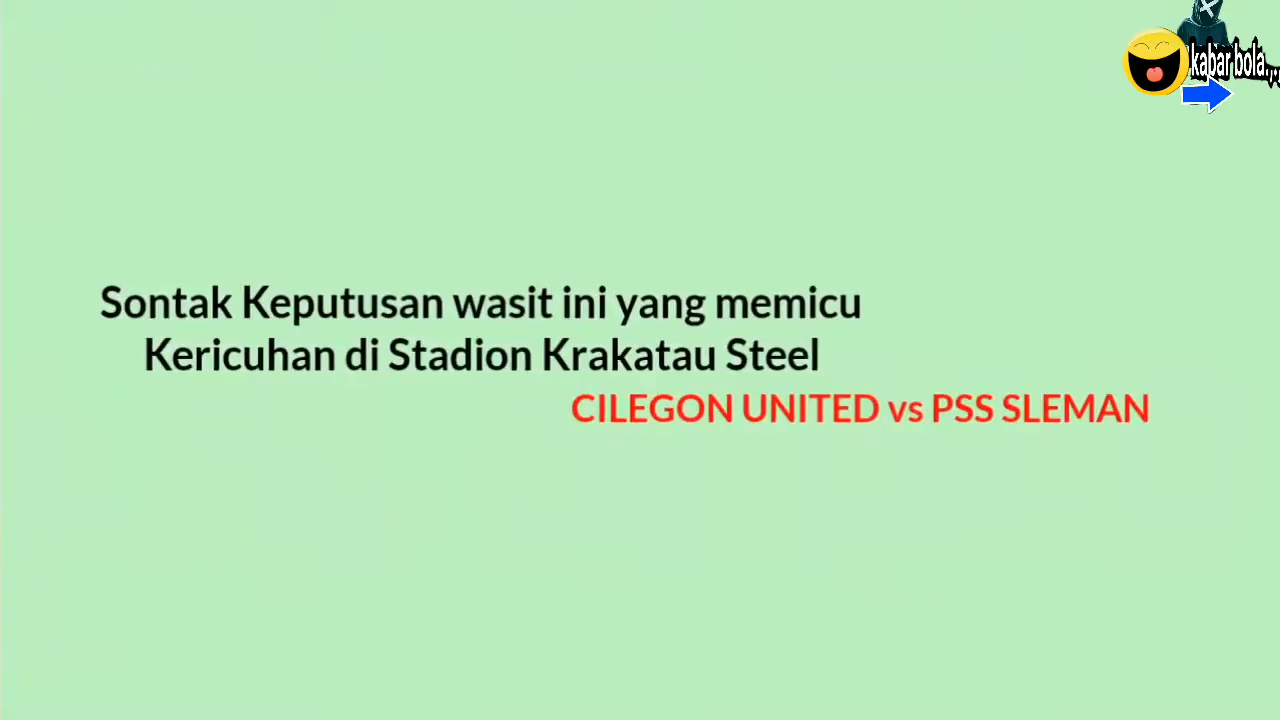 kabar bola
Sontak Keputusan wasit ini yang memicu
Kericuhan di Stadion Krakatau Steel
CILEGON UNITED vs PSS SLEMAN